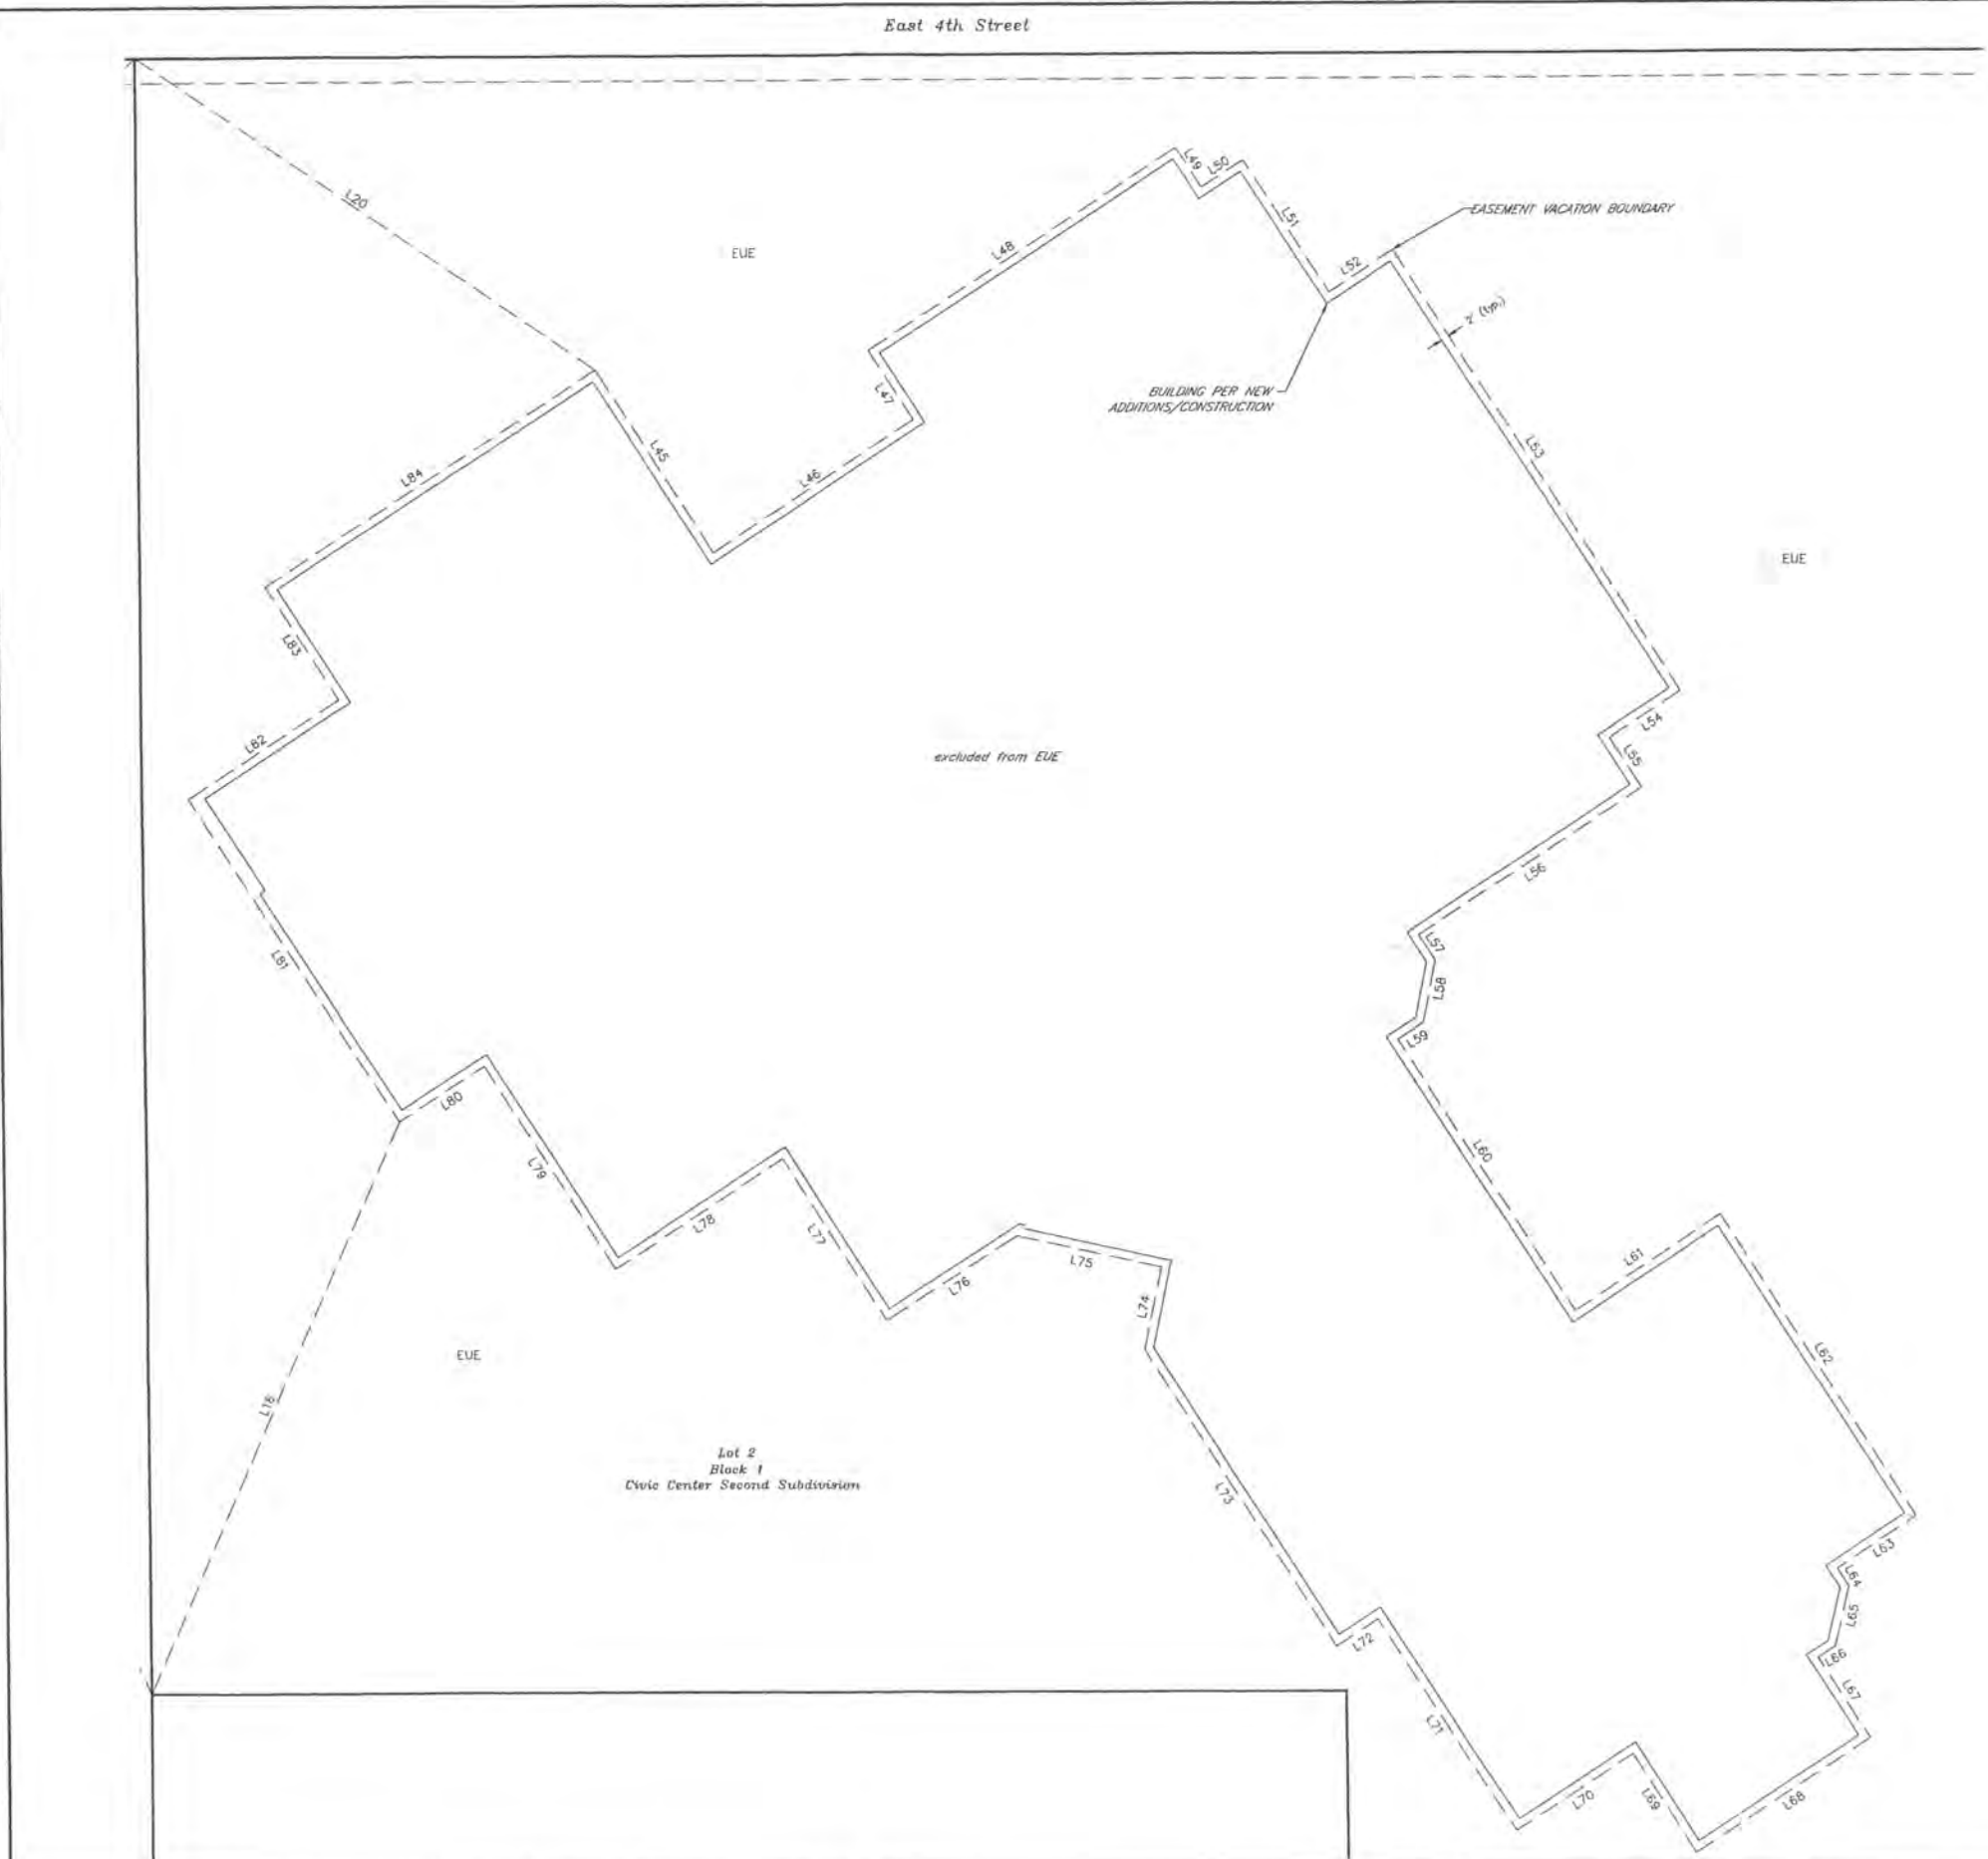 East 4th Street
L20
L49
L50
L51
EASEMENT VACATION BOUNDARY
L48
EUE
L52
2' (typ.)
L47
BUILDING PER NEW
ADDITIONS/CONSTRUCTION
L45
L46
L53
L84
EUE
L83
L54
L82
excluded from EUE
L55
L56
L57
L81
L58
L59
L80
L60
L79
L78
L77
L61
L75
L76
L74
EUE
L62
L18
Lot 2
Block 1
Civic Center Second Subdivision
L73
L63
L64
L65
L72
L66
L67
L71
L70
L69
L68